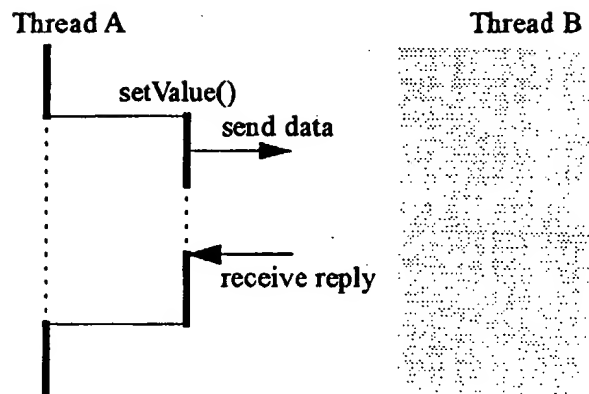 Thread A
Thread B
setValue()
send data
receive reply